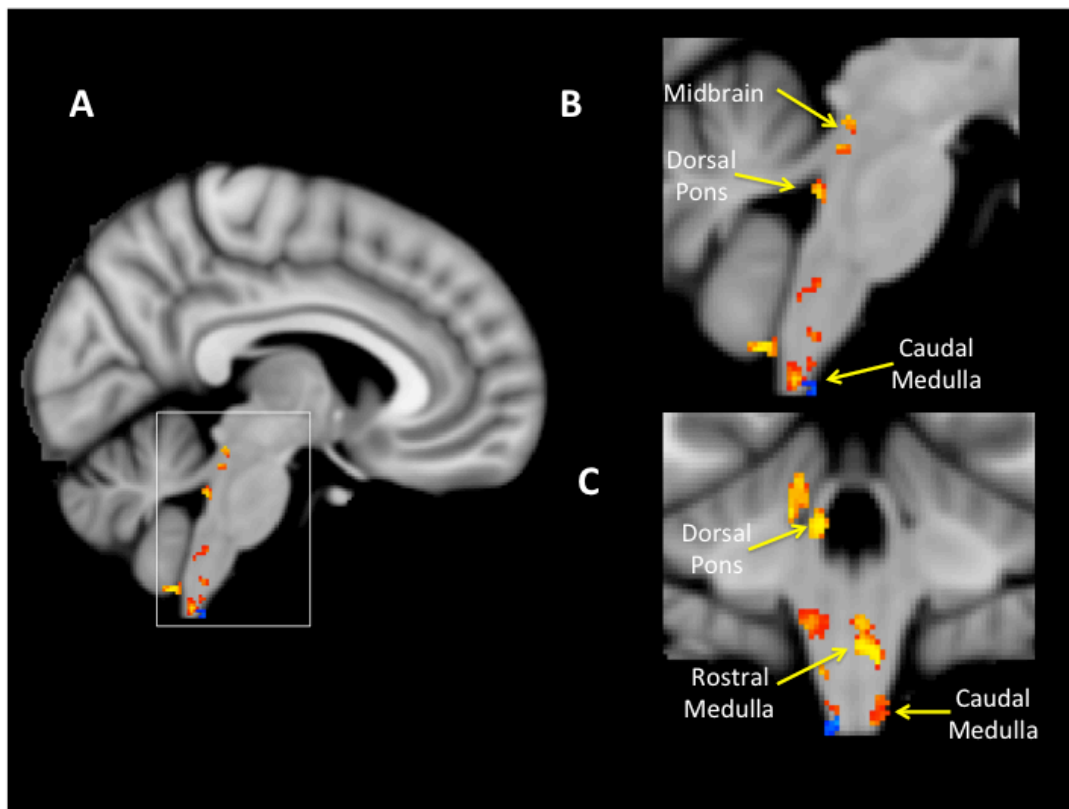 A
B
Midbrain
Dorsal
Pons
Caudal
Medulla
C
Dorsal
Pons
Rostral
Medulla
Caudal
Medulla